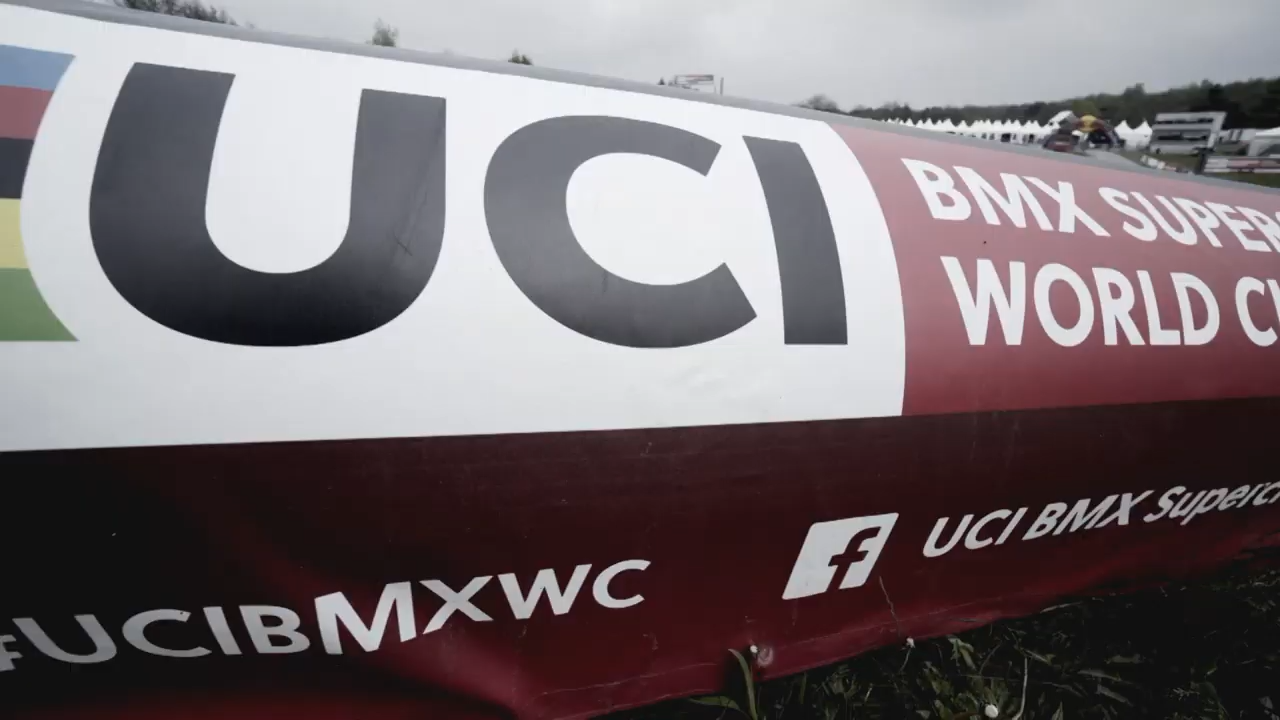 UCI
BMX SUPER
WORLD
#UCIBMXWC
UCI BMX Superc